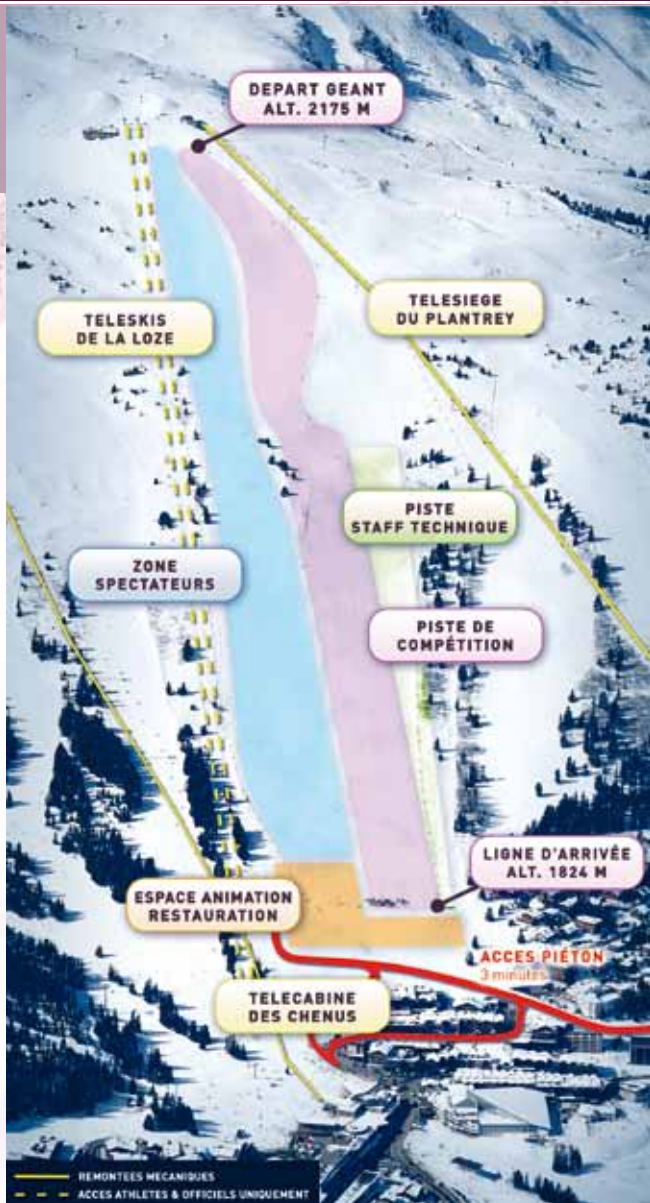 DEPART GEANT
ALT. 2175 M
TELESKIS
DE LA LOZE
TELESIEGE
DU PLANTREY
PISTE
STAFF TECHNIQUE
ZONE
SPECTATEURS
PISTE DE
COMPÉTITION
LIGNE D'ARRIVÉE
ALT. 1824 M
ESPACE ANIMATION
RESTAURATION
ACCES PIÉTON
3 minutes
TELECABINE
DES CHENUS
REMONTEES MECANIQUES
ACCES ATHLETES & OFFICIELS UNIQUEMENT